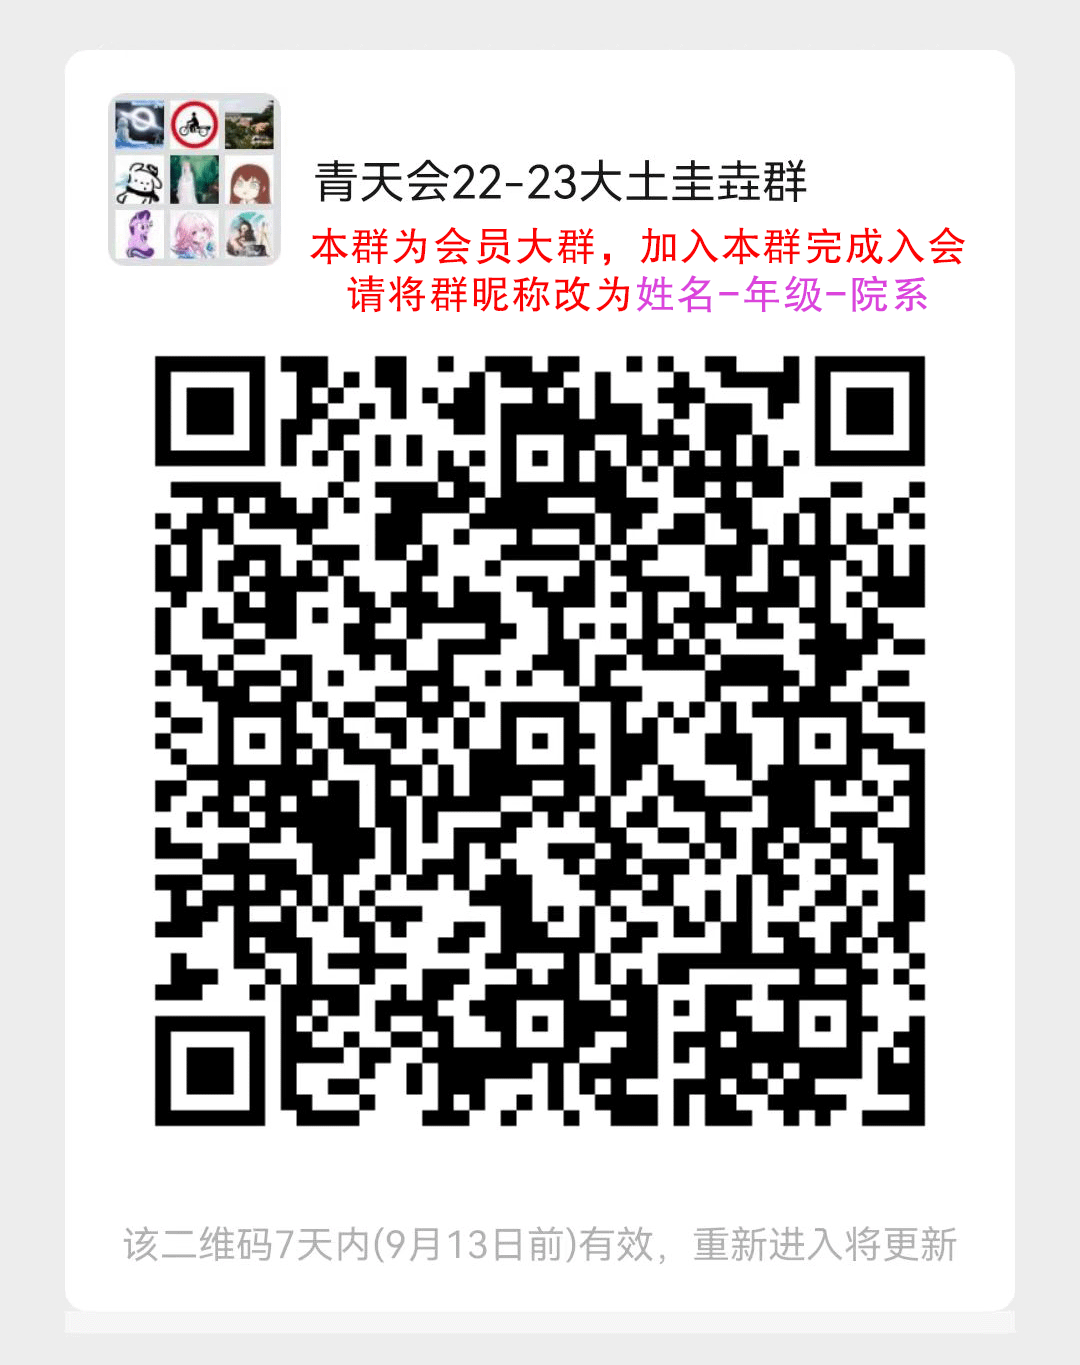 青天会22-23大土圭垚群
本群为会员大群，加入本群完成入会
请将群昵称改为姓名-年级-院系
该二维码7天内(9月13日前)有效，重新进入将更新